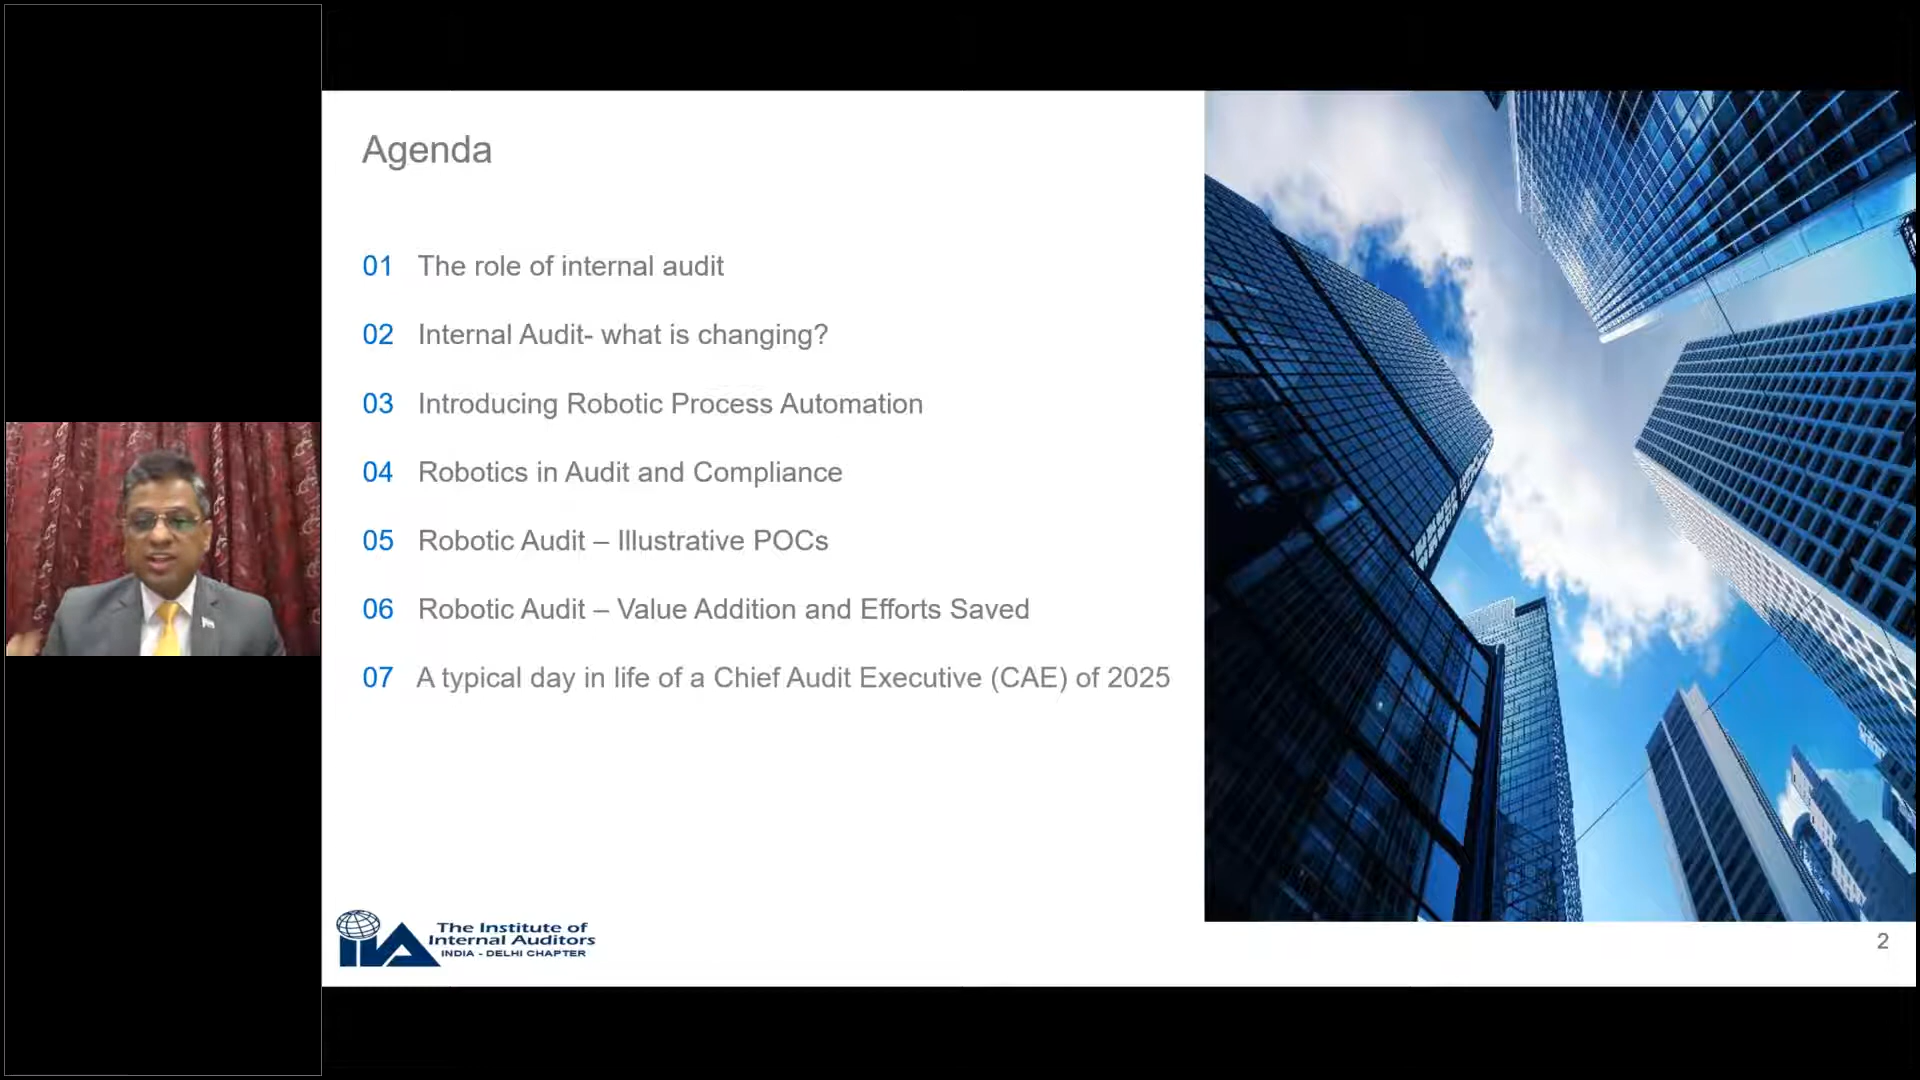 Agenda
01 The role of internal audit
02 Internal Audit- what is changing?
03 Introducing Robotic Process Automation
04 Robotics in Audit and Compliance
05 Robotic Audit – Illustrative POCs
06 Robotic Audit – Value Addition and Efforts Saved
07 A typical day in life of a Chief Audit Executive (CAE) of 2025
IIA
The Institute of
Internal Auditors
INDIA - DELHI CHAPTER
2